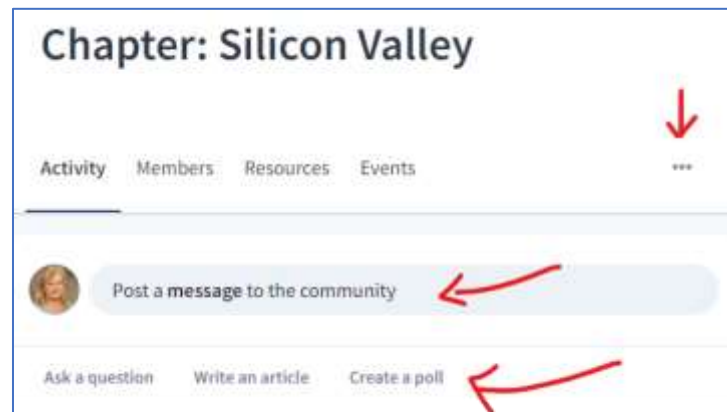 Chapter: Silicon Valley
Activity Members Resources Events ...
Post a message to the community
Ask a question Write an article Create a poll